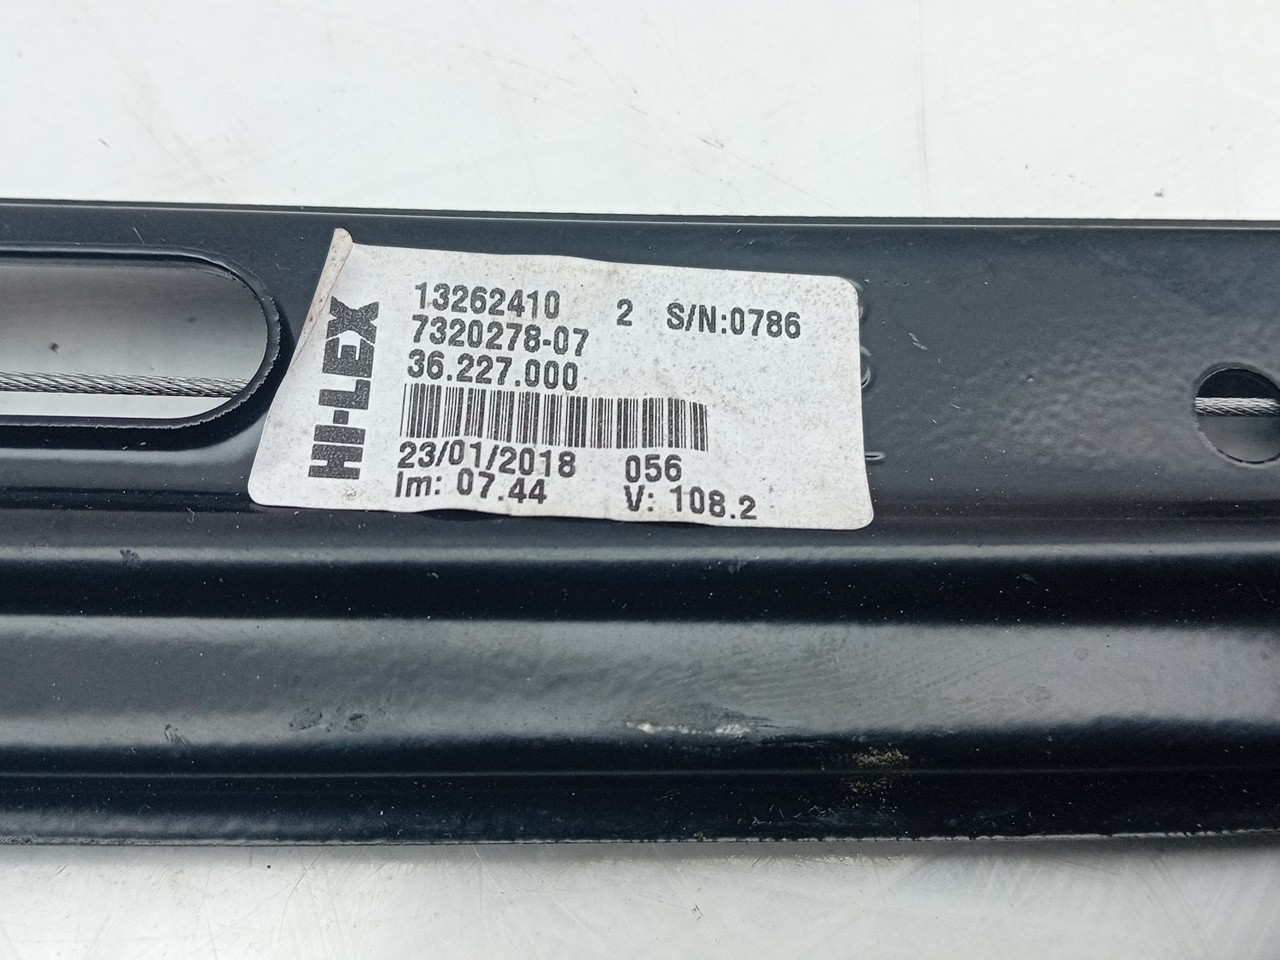 HI-LEX
13262410 2 S/N:0786
7320278-07
36.227.000
23/01/2018 056
Im: 07.44 V: 108.2